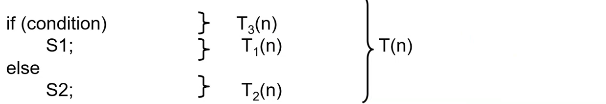 if (condition) } T₃(n)
S1; } T₁(n) } T(n)
else
S2; } T₂(n)